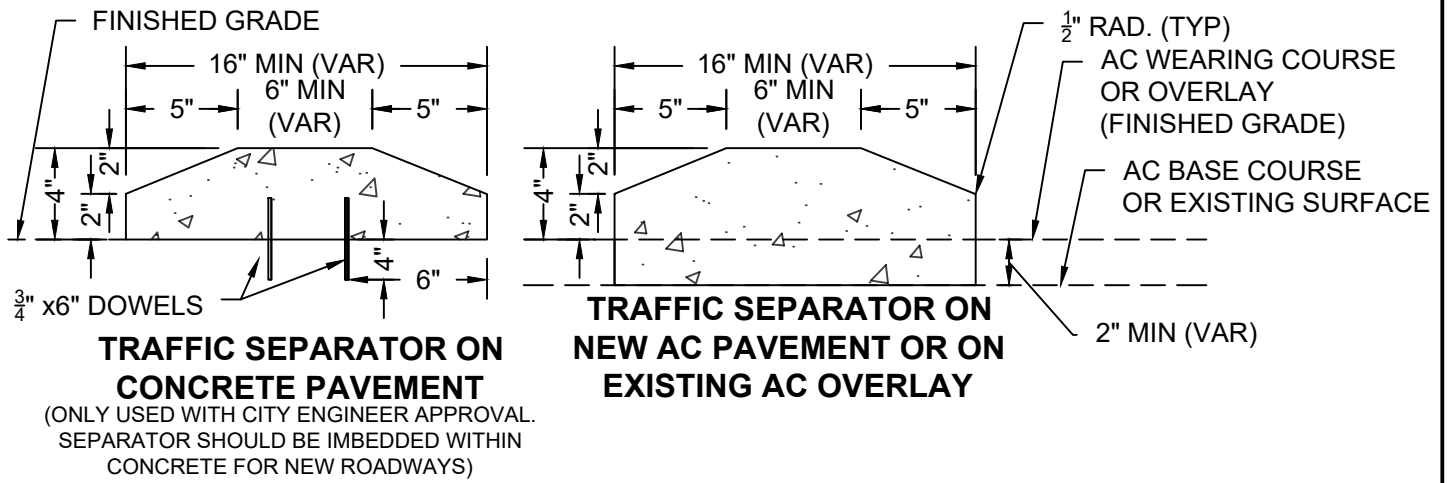 FINISHED GRADE
16" MIN (VAR)
5"
6" MIN
(VAR)
5"
4"
2"
2"
4"
6"
3/4" x6" DOWELS
TRAFFIC SEPARATOR ON
CONCRETE PAVEMENT
(ONLY USED WITH CITY ENGINEER APPROVAL.
SEPARATOR SHOULD BE IMBEDDED WITHIN
CONCRETE FOR NEW ROADWAYS)
16" MIN (VAR)
5"
6" MIN
(VAR)
5"
4"
2"
2"
1/2" RAD. (TYP)
AC WEARING COURSE
OR OVERLAY
(FINISHED GRADE)
AC BASE COURSE
OR EXISTING SURFACE
2" MIN (VAR)
TRAFFIC SEPARATOR ON
NEW AC PAVEMENT OR ON
EXISTING AC OVERLAY